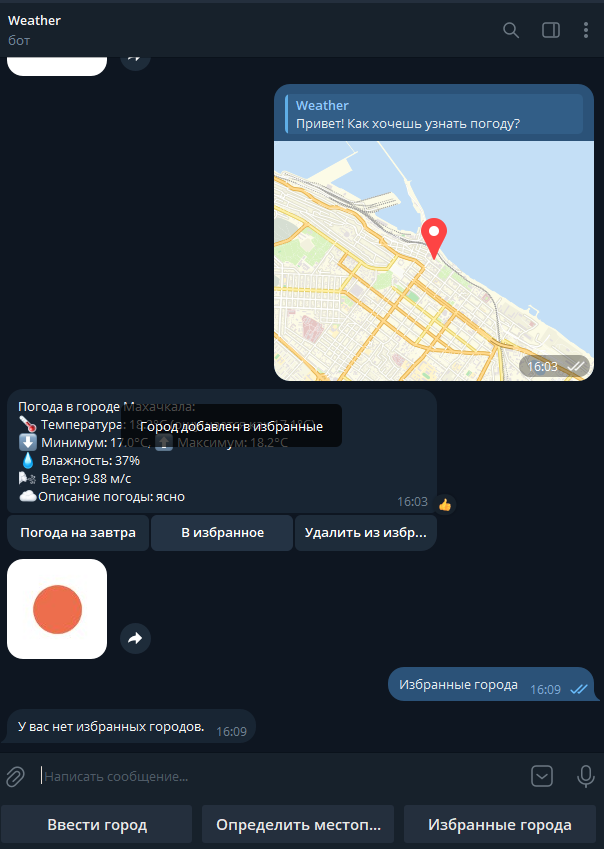 Weather
бот
Weather
Привет! Как хочешь узнать погоду?
16:03
Погода в городе Махачкала:
Город добавлен в избранные
🌡️ Температура: 18.
⬇️ Минимум: 17.0°C, ⬆️ Максимум: 18.2°C
💧 Влажность: 37%
🌬️ Ветер: 9.88 м/с
☁️Описание погоды: ясно
16:03
👍
Погода на завтра
В избранное
Удалить из избр...
Избранные города
16:09
У вас нет избранных городов.
16:09
Написать сообщение...
Ввести город
Определить местоп...
Избранные города